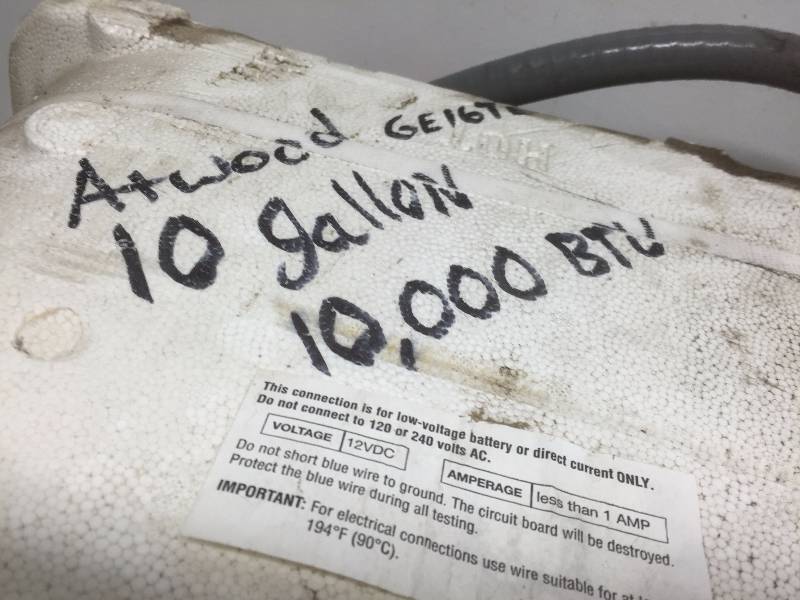 Atwood GE16
10 gallon
10,000 BTU
This connection is for low-voltage battery or direct current ONLY.
Do not connect to 120 or 240 volts AC.
VOLTAGE 12VDC
AMPERAGE less than 1 AMP
Do not short blue wire to ground. The circuit board will be destroyed.
Protect the blue wire during all testing.
IMPORTANT: For electrical connections use wire suitable for at
194°F (90°C).